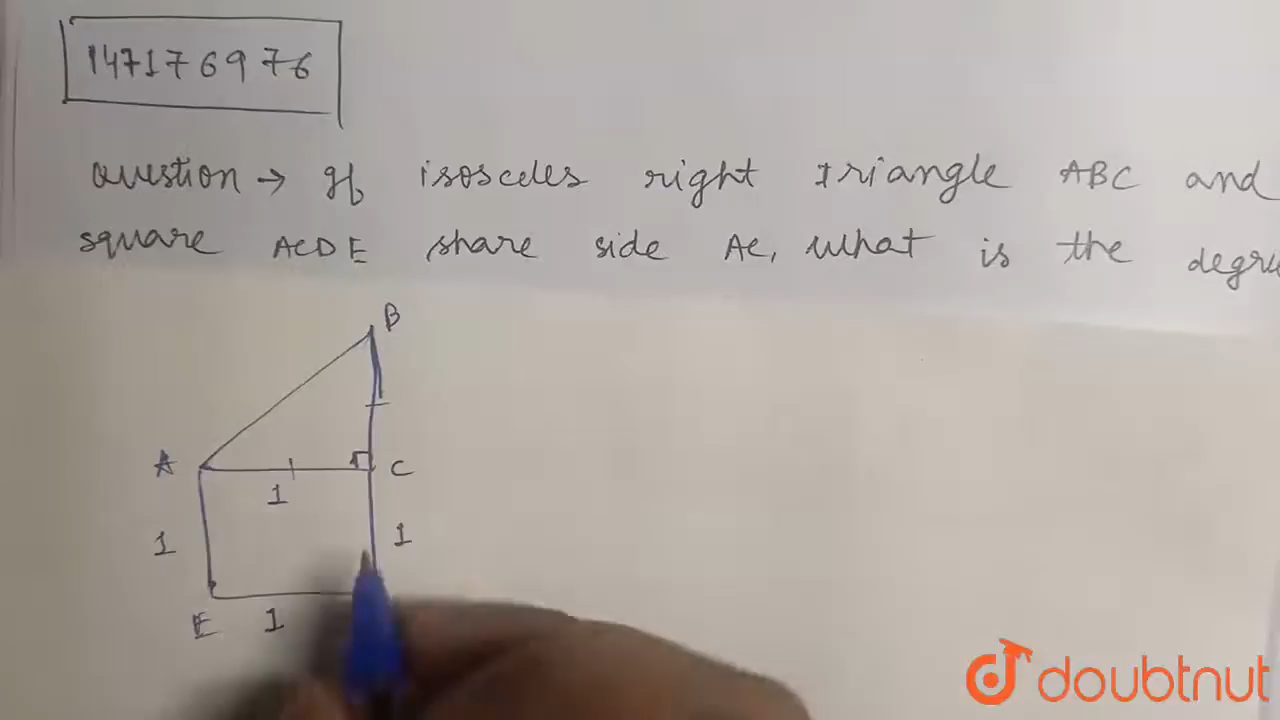 147176976
Question → If isosceles right triangle ABC and
square ACDE share side AC, what is the
B
A
C
1
1
1
E
1
doubtnut